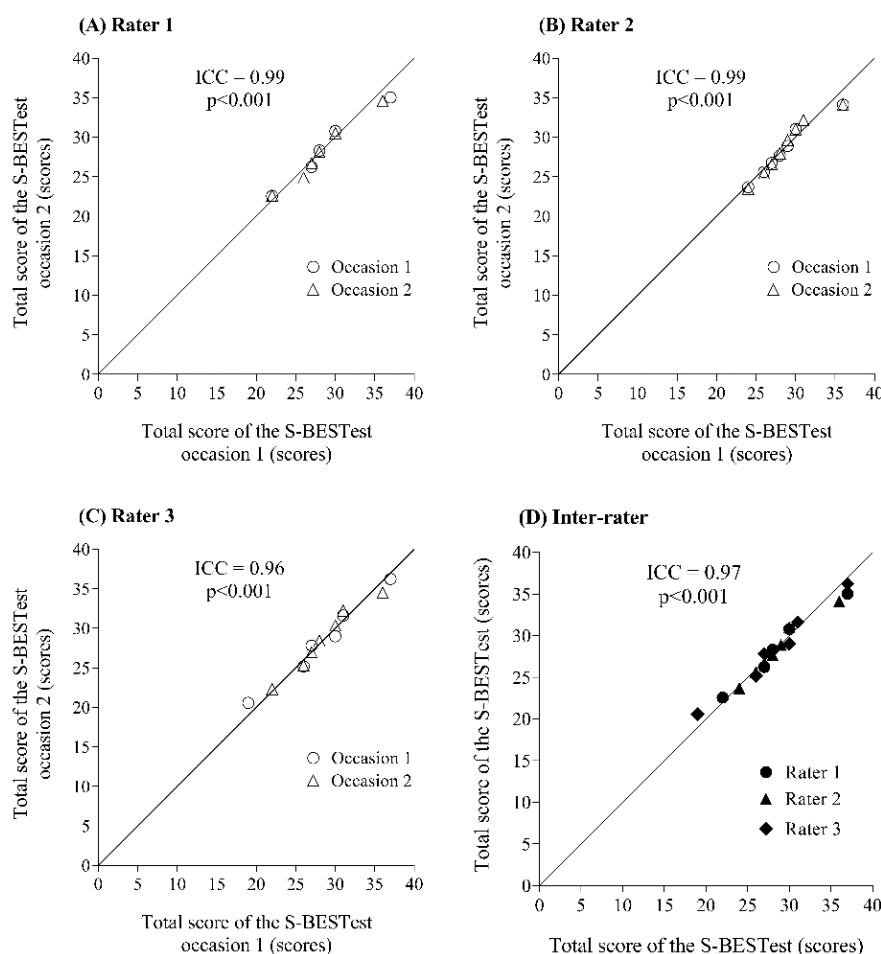 (A) Rater 1
ICC – 0.99
p<0.001
Total score of the S-BESTest
occasion 2 (scores)
40
35
30
25
20
15
10
5
0
Occasion 1
Occasion 2
0 5 10 15 20 25 30 35 40
Total score of the S-BESTest
occasion 1 (scores)
(B) Rater 2
ICC – 0.99
p<0.001
Total score of the S-BESTest
occasion 2 (scores)
40
35
30
25
20
15
10
5
0
Occasion 1
Occasion 2
0 5 10 15 20 25 30 35 40
Total score of the S-BESTest
occasion 1 (scores)
(C) Rater 3
ICC = 0.96
p<0.001
Total score of the S-BESTest
occasion 2 (scores)
40
35
30
25
20
15
10
5
0
Occasion 1
Occasion 2
0 5 10 15 20 25 30 35 40
Total score of the S-BESTest
occasion 1 (scores)
(D) Inter-rater
ICC = 0.97
p<0.001
Total score of the S-BESTest (scores)
40
35
30
25
20
15
10
5
0
Rater 1
Rater 2
Rater 3
0 5 10 15 20 25 30 35 40
Total score of the S-BESTest (scores)